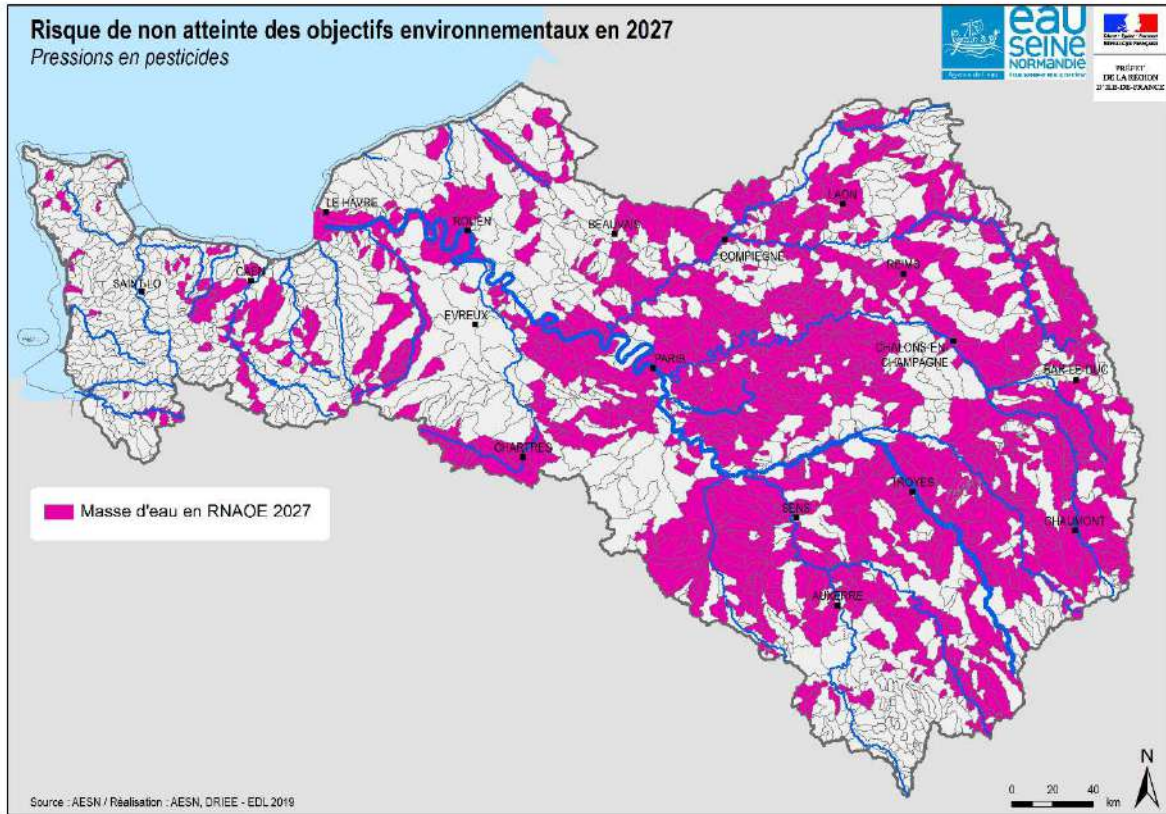 Risque de non atteinte des objectifs environnementaux en 2027
Pressions en pesticides
eau
SEINE
NORMANDIE
Agence de l'eau
PRÉFET
DE LA RÉGION
D'ILE-DE-FRANCE
LE HAVRE
ROUEN
BEAUVAIS
LAON
COMPIEGNE
REIMS
CAEN
SAINT-LO
EVREUX
PARIS
CHALONS-EN-
CHAMPAGNE
BAR-LE-DUC
CHARTRES
TROYES
SENS
CHAUMONT
AUXERRE
Masse d'eau en RNAOE 2027
Source : AESN / Réalisation : AESN, DRIEE - EDL 2019
N
0 20 40
km